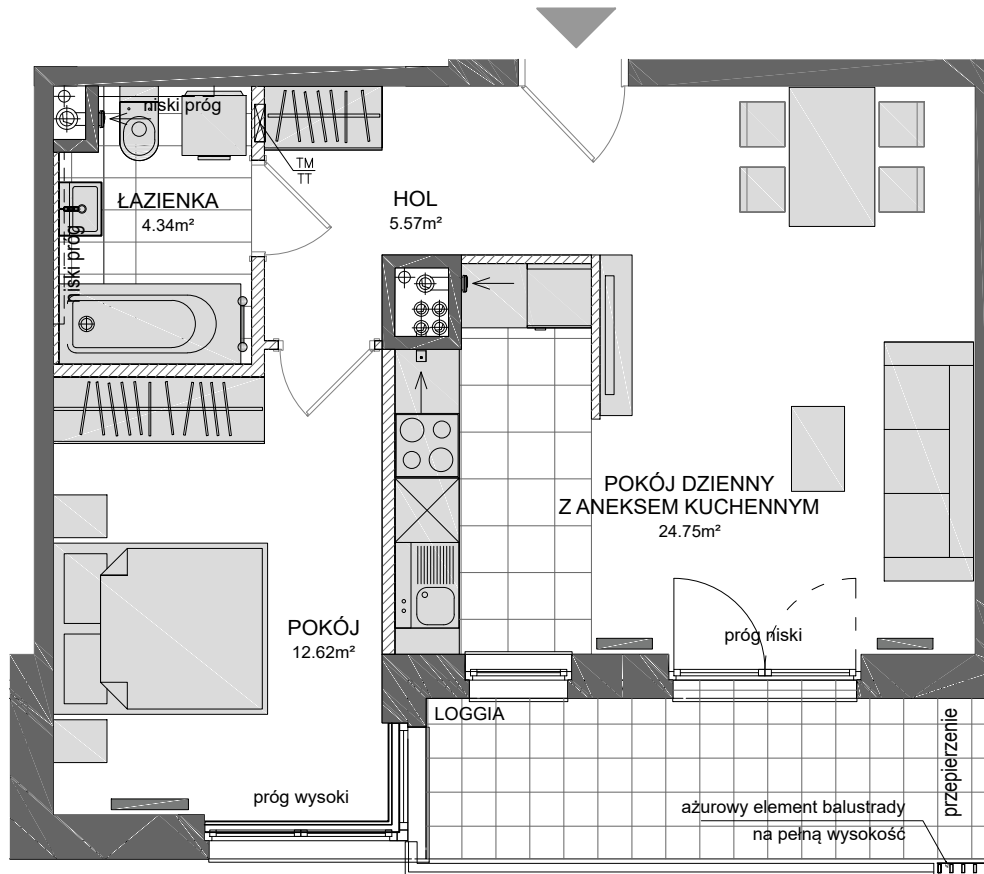 niski próg
TM
TT
ŁAZIENKA
4.34m²
HOL
5.57m²
niski próg
POKÓJ DZIENNY
Z ANEKSEM KUCHENNYM
24.75m²
POKÓJ
12.62m²
próg niski
LOGGIA
przepierzenie
próg wysoki
ażurowy element balustrady
na pełną wysokość